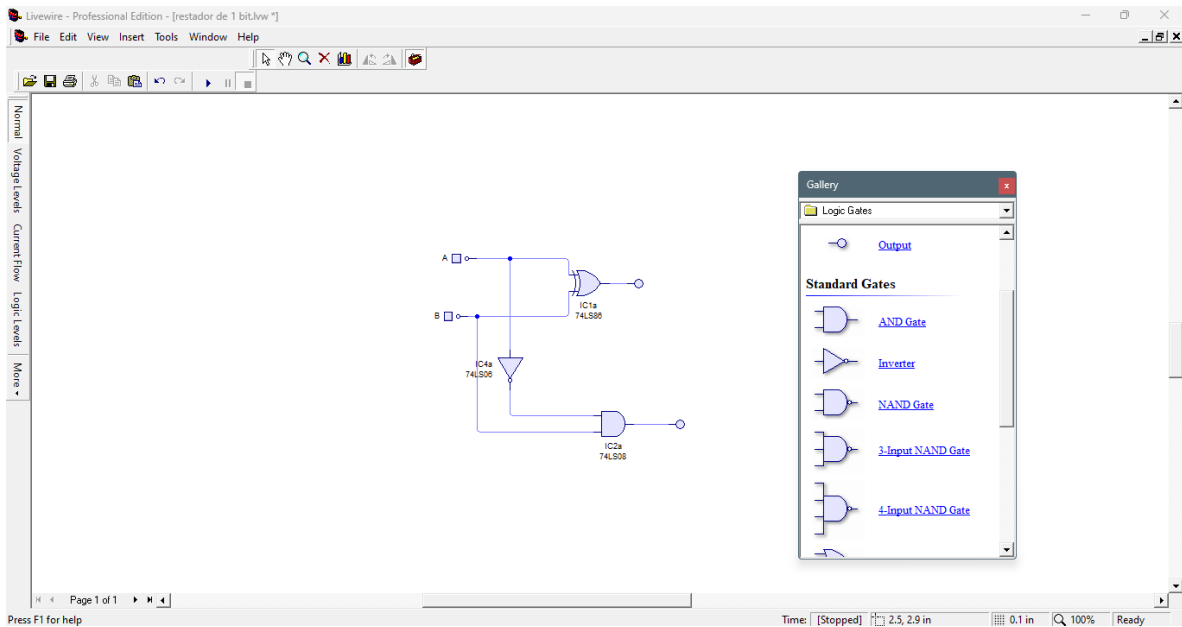 Livewire - Professional Edition - [restador de 1 bit.lvw *]
File Edit View Insert Tools Window Help
Normal
Voltage Levels
Current Flow
Logic Levels
More
A
B
IC1a
74LS86
IC4a
74LS06
IC2a
74LS08
Gallery
x
Logic Gates
Output
Standard Gates
AND Gate
Inverter
NAND Gate
3-Input NAND Gate
4-Input NAND Gate
Page 1 of 1
Press F1 for help
Time: [Stopped] 2.5, 2.9 in 0.1 in 100% Ready